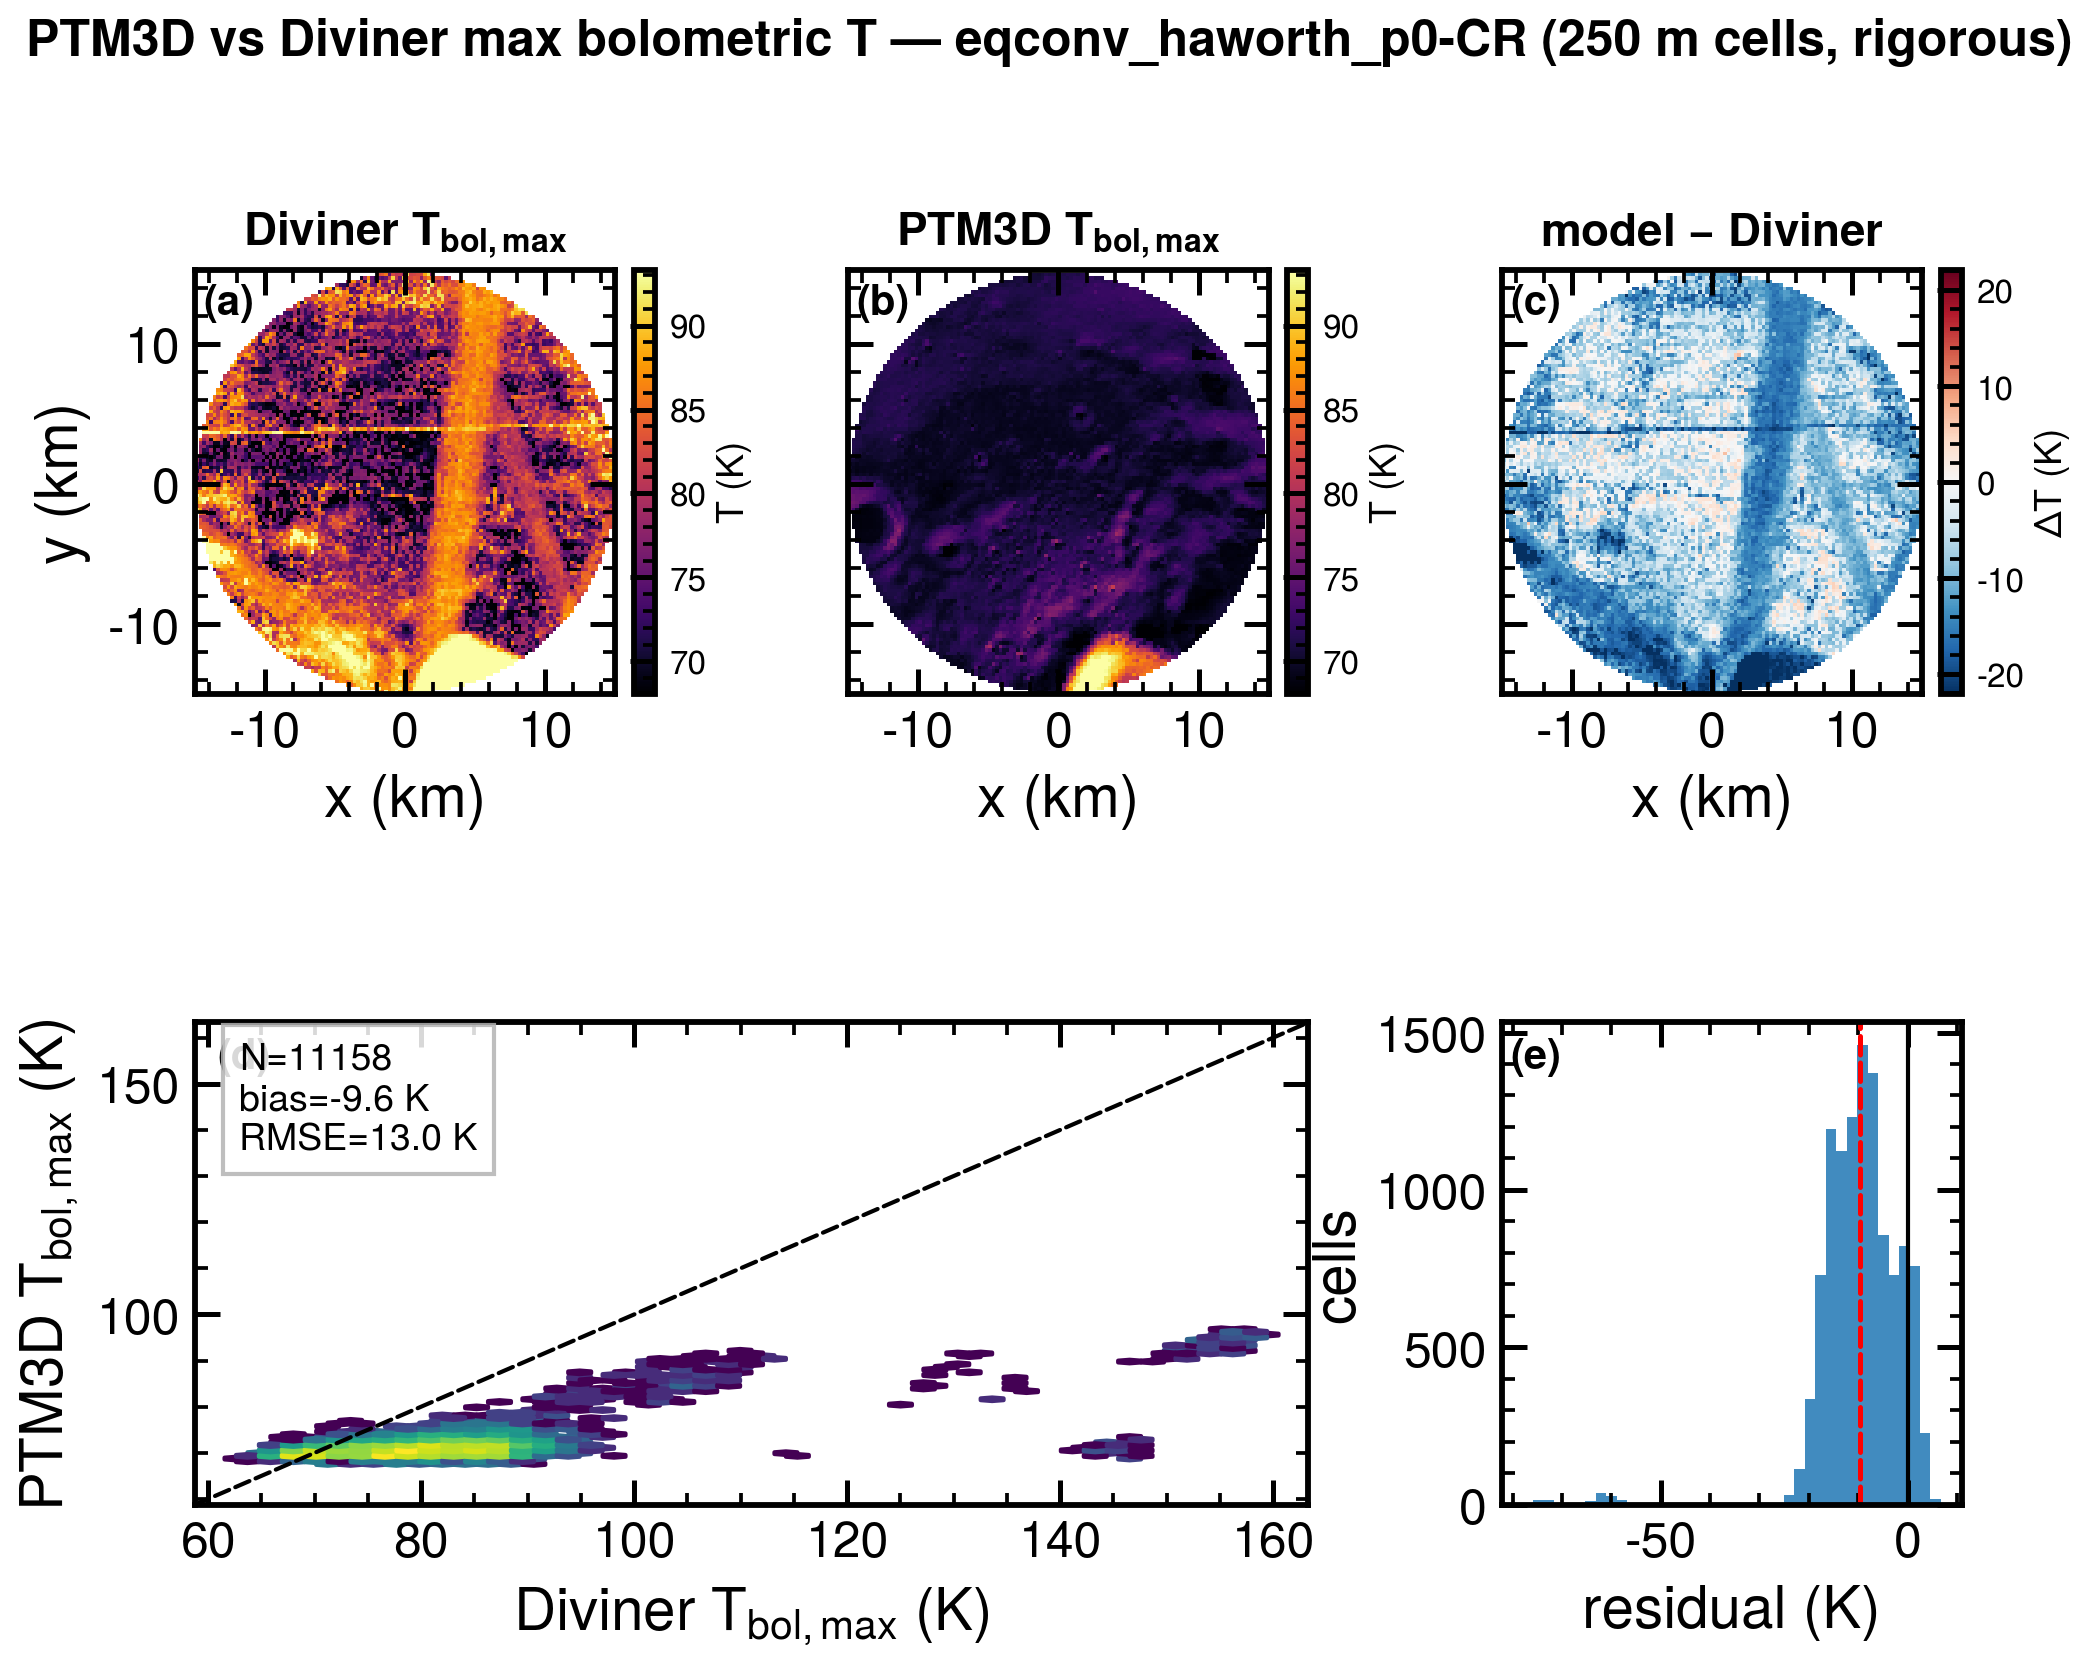 PTM3D vs Diviner max bolometric T — eqconv_haworth_p0-CR (250 m cells, rigorous)
Diviner T_bol, max
PTM3D T_bol, max
model – Diviner
(a)
(b)
(c)
10
0
-10
y (km)
-10 0 10
x (km)
90
85
80
75
70
T (K)
-10 0 10
x (km)
90
85
80
75
70
T (K)
-10 0 10
x (km)
20
10
0
-10
-20
ΔT (K)
(d)
N=11158
bias=-9.6 K
RMSE=13.0 K
150
100
PTM3D T_bol, max (K)
60 80 100 120 140 160
Diviner T_bol, max (K)
(e)
1500
1000
500
0
cells
-50 0
residual (K)